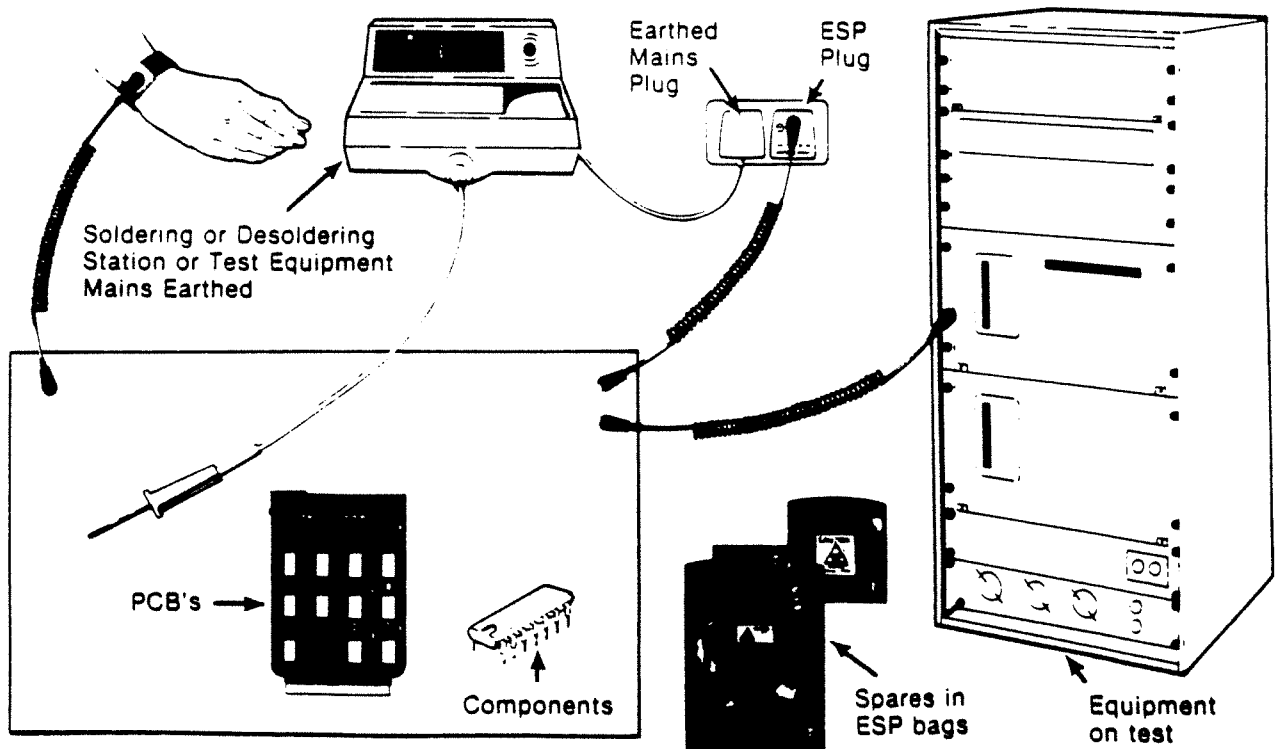 Earthed
Mains
Plug
ESP
Plug
Soldering or Desoldering
Station or Test Equipment
Mains Earthed
PCB's
Components
Spares in
ESP bags
Equipment
on test